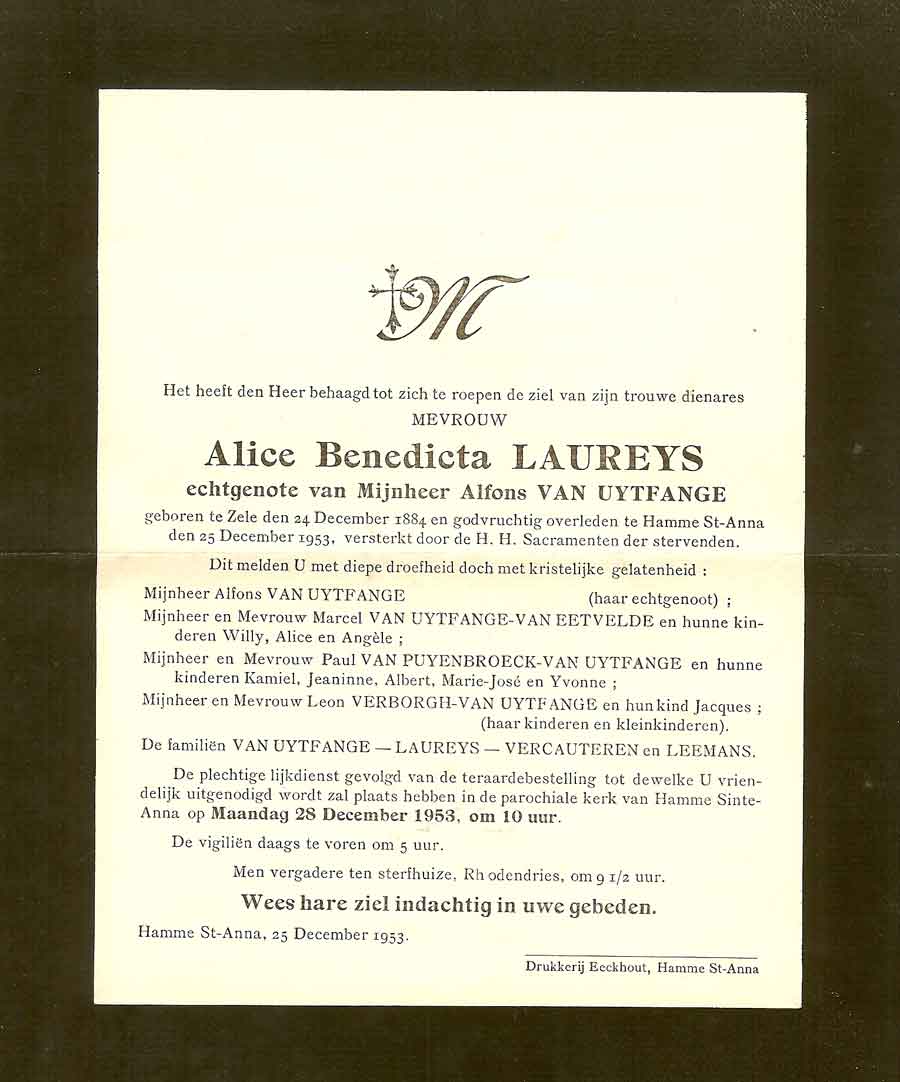 M
Het heeft den Heer behaagd tot zich te roepen de ziel van zijn trouwe dienares
MEVROUW
Alice Benedicta LAUREYS
echtgenote van Mijnheer Alfons VAN UYTFANGE
geboren te Zele den 24 December 1884 en godvruchtig overleden te Hamme St-Anna
den 25 December 1953, versterkt door de H. H. Sacramenten der stervenden.
Dit melden U met diepe droefheid doch met kristelijke gelatenheid :
Mijnheer Alfons VAN UYTFANGE (haar echtgenoot) ;
Mijnheer en Mevrouw Marcel VAN UYTFANGE-VAN EETVELDE en hunne kin-
deren Willy, Alice en Angèle ;
Mijnheer en Mevrouw Paul VAN PUYENBROECK-VAN UYTFANGE en hunne
kinderen Kamiel, Jeaninne, Albert, Marie-José en Yvonne ;
Mijnheer en Mevrouw Leon VERBORGH-VAN UYTFANGE en hun kind Jacques ;
(haar kinderen en kleinkinderen).
De familiën VAN UYTFANGE — LAUREYS — VERCAUTEREN en LEEMANS.
De plechtige lijkdienst gevolgd van de teraardebestelling tot dewelke U vrien-
delijk uitgenodigd wordt zal plaats hebben in de parochiale kerk van Hamme Sinte-
Anna op Maandag 28 December 1953, om 10 uur.
De vigiliën daags te voren om 5 uur.
Men vergadere ten sterfhuize, Rhodendries, om 9 1/2 uur.
Wees hare ziel indachtig in uwe gebeden.
Hamme St-Anna, 25 December 1953.
Drukkerij Eeckhout, Hamme St-Anna